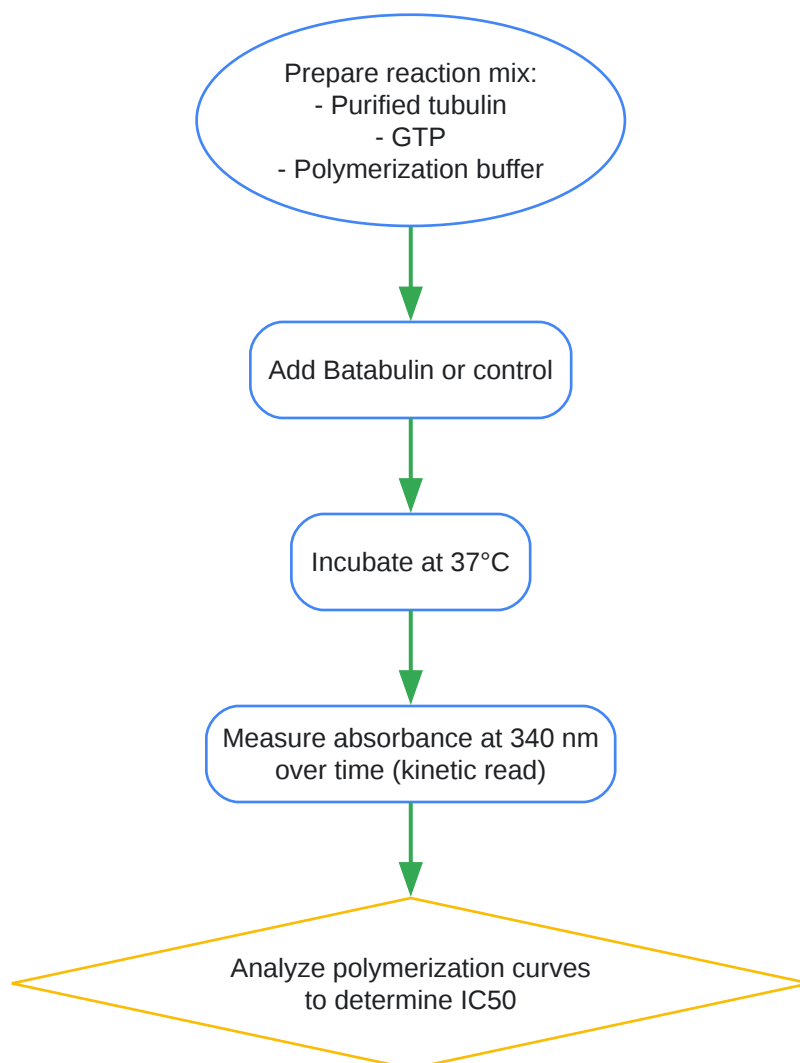 Prepare reaction mix:
- Purified tubulin
- GTP
- Polymerization buffer
Add Batabulin or control
Incubate at 37°C
Measure absorbance at 340 nm
over time (kinetic read)
Analyze polymerization curves
to determine IC50